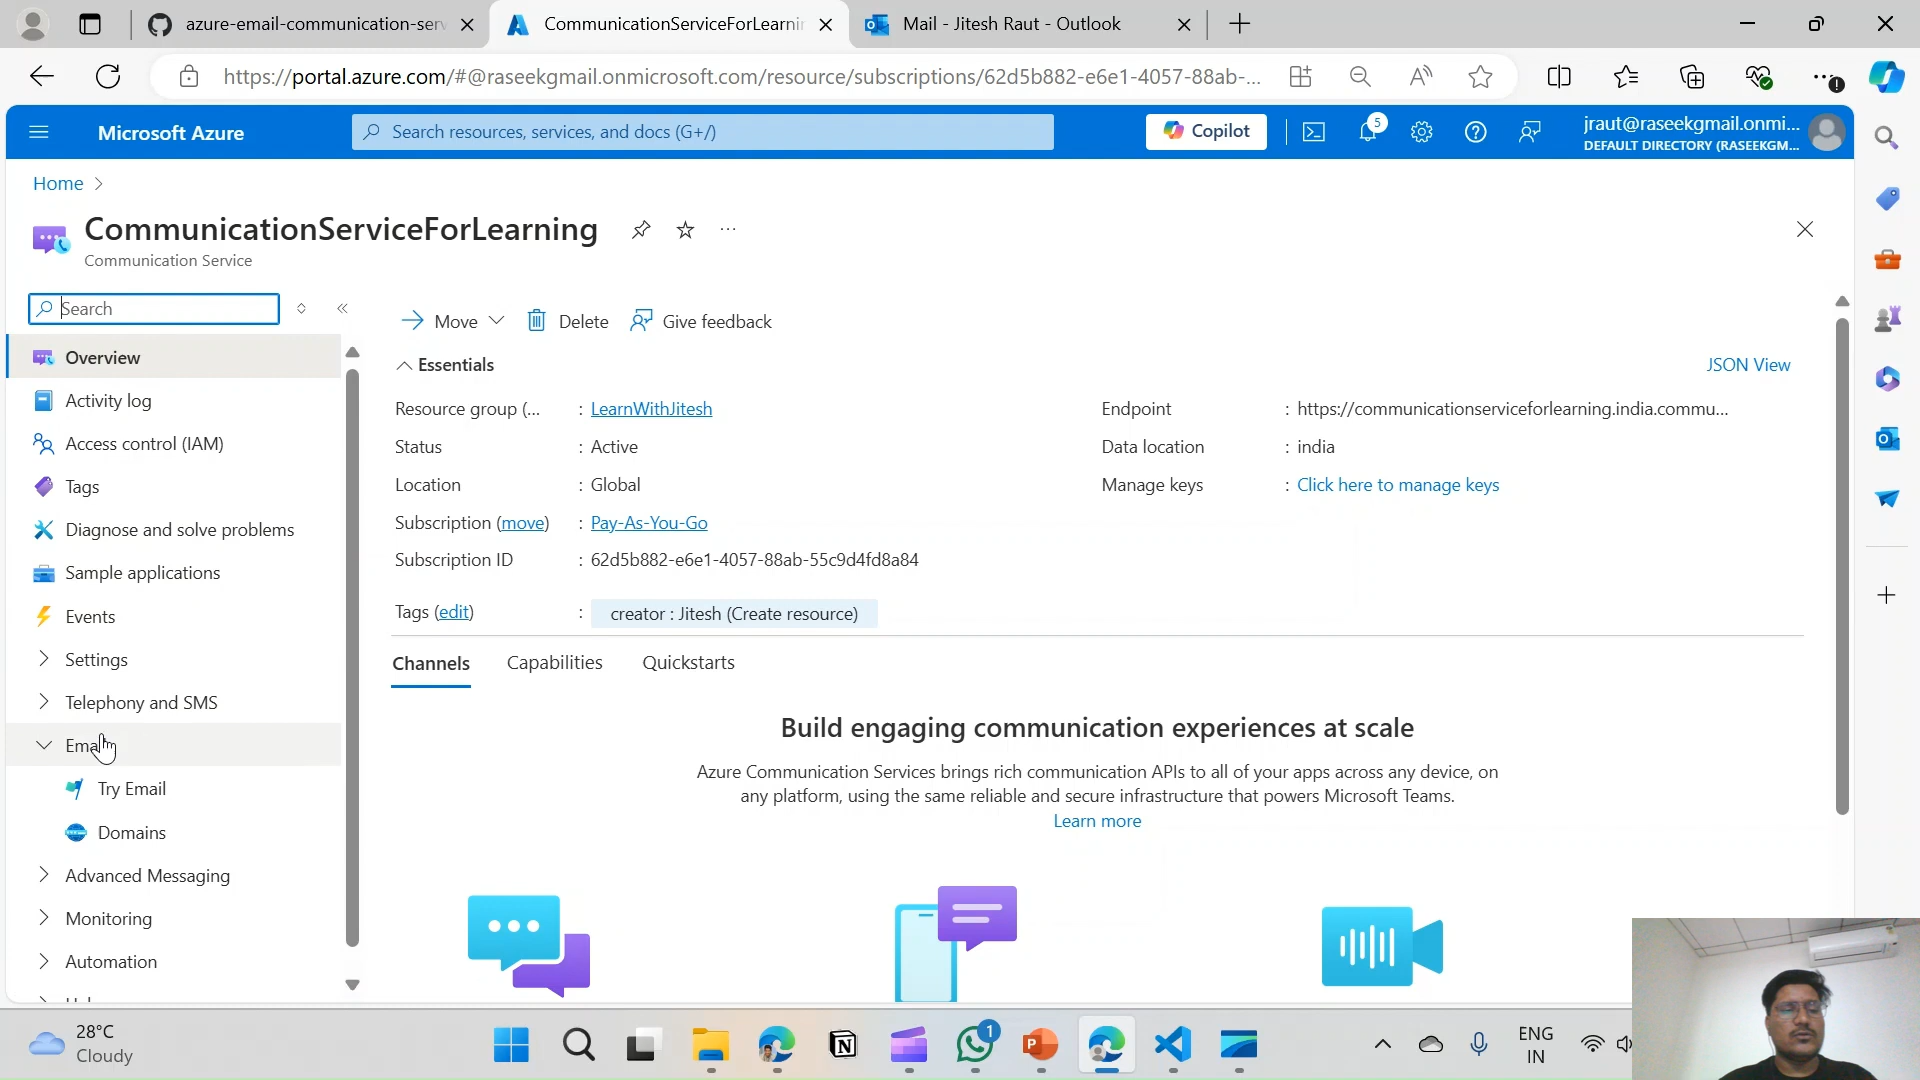 azure-email-communication-serv
CommunicationServiceForLearnin
Mail - Jitesh Raut - Outlook
https://portal.azure.com/#@raseekgmail.onmicrosoft.com/resource/subscriptions/62d5b882-e6e1-4057-88ab-...
Microsoft Azure
Search resources, services, and docs (G+/)
Copilot
5
jraut@raseekgmail.onmi...
DEFAULT DIRECTORY (RASEEKGM...
Home
CommunicationServiceForLearning
Communication Service
Search
Move
Delete
Give feedback
Overview
Activity log
Access control (IAM)
Tags
Diagnose and solve problems
Sample applications
Events
Settings
Telephony and SMS
Email
Try Email
Domains
Advanced Messaging
Monitoring
Automation
Essentials
JSON View
Resource group (... : LearnWithJitesh
Status : Active
Location : Global
Subscription (move) : Pay-As-You-Go
Subscription ID : 62d5b882-e6e1-4057-88ab-55c9d4fd8a84
Endpoint : https://communicationserviceforlearning.india.commu...
Data location : india
Manage keys : Click here to manage keys
Tags (edit) : creator : Jitesh (Create resource)
Channels
Capabilities
Quickstarts
Build engaging communication experiences at scale
Azure Communication Services brings rich communication APIs to all of your apps across any device, on
any platform, using the same reliable and secure infrastructure that powers Microsoft Teams.
Learn more
28°C
Cloudy
1
ENG
IN